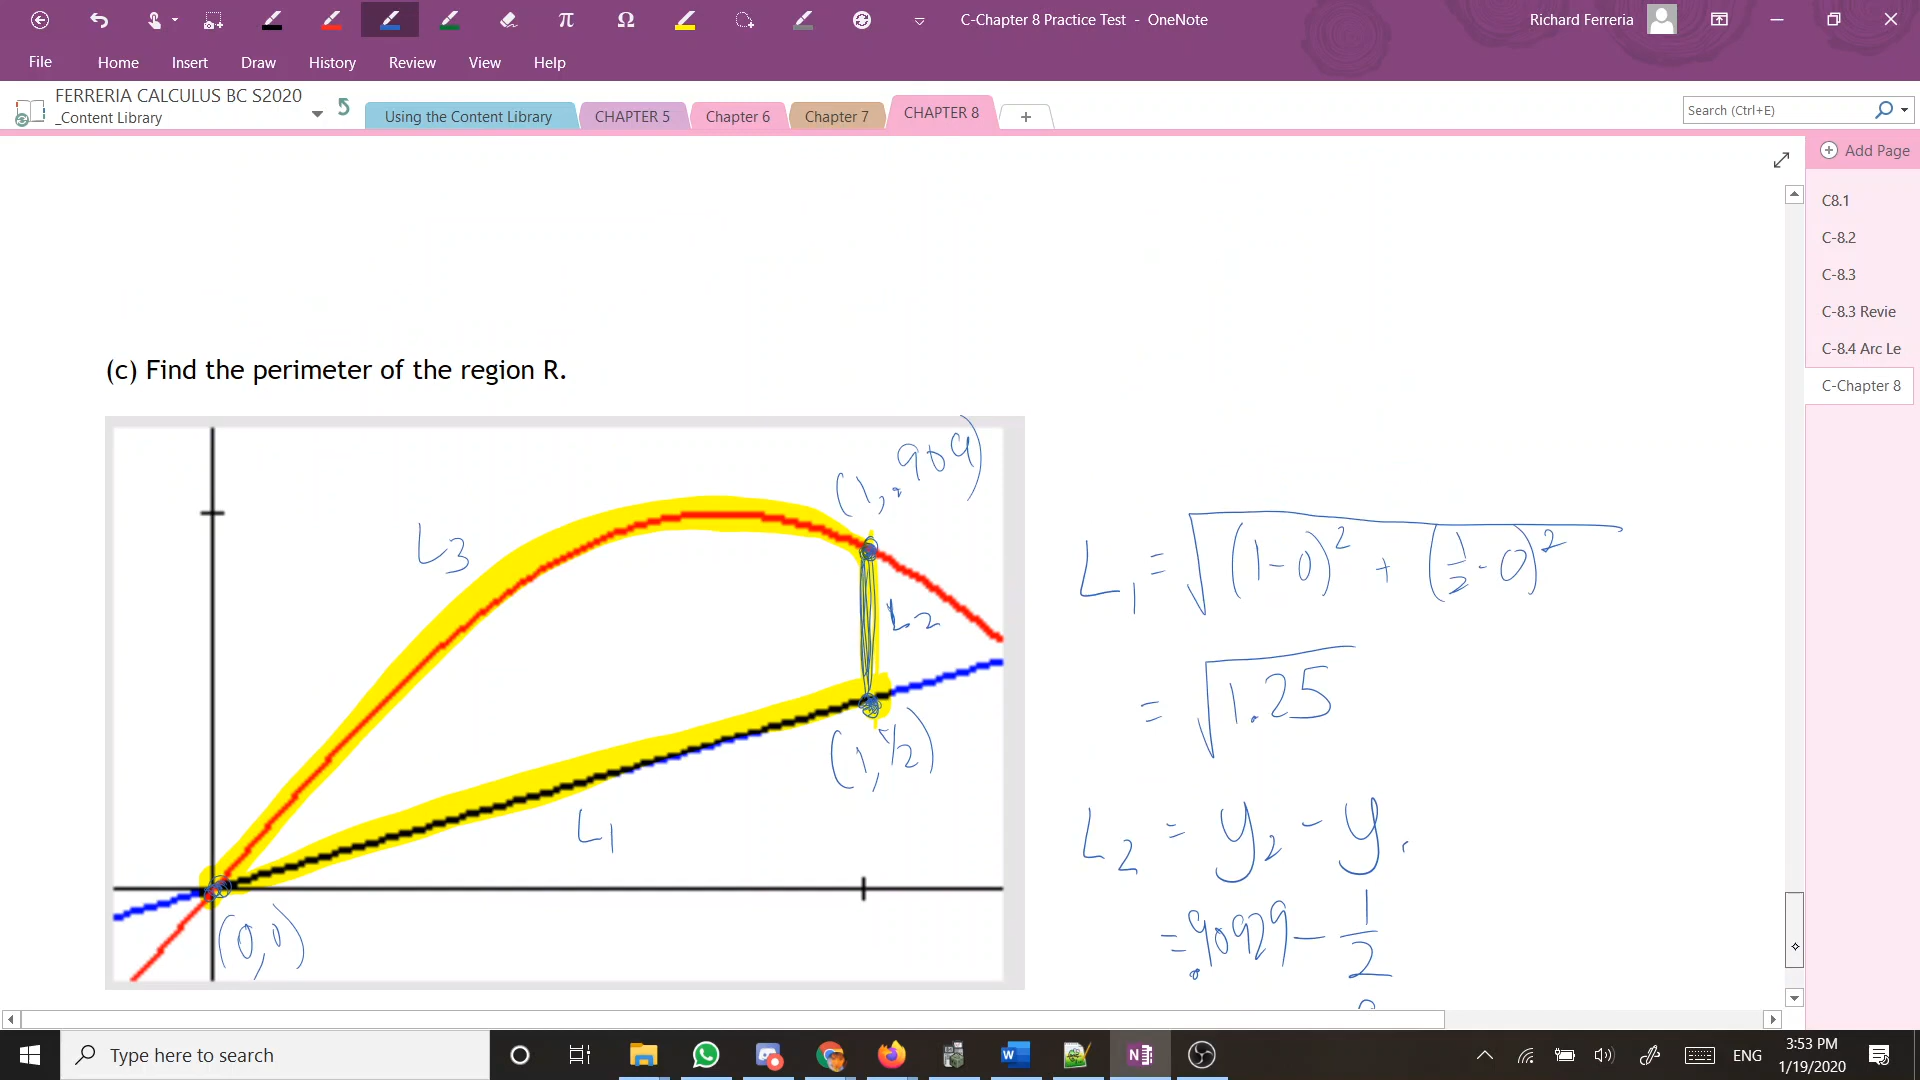 C-Chapter 8 Practice Test - OneNote
Richard Ferreria
File Home Insert Draw History Review View Help
FERRERIA CALCULUS BC S2020
_Content Library
Using the Content Library CHAPTER 5 Chapter 6 Chapter 7 CHAPTER 8 +
Search (Ctrl+E)
Add Page
C8.1
C-8.2
C-8.3
C-8.3 Revie
C-8.4 Arc Le
C-Chapter 8
(c) Find the perimeter of the region R.
(1, .909)
L3
L2
(1, 1/2)
L1
(0,0)
L1 = √((1-0)² + (1/2 - 0)²)
= √1.25
L2 = y2 - y1
= .90929 - 1/2
Type here to search
ENG
3:53 PM
1/19/2020